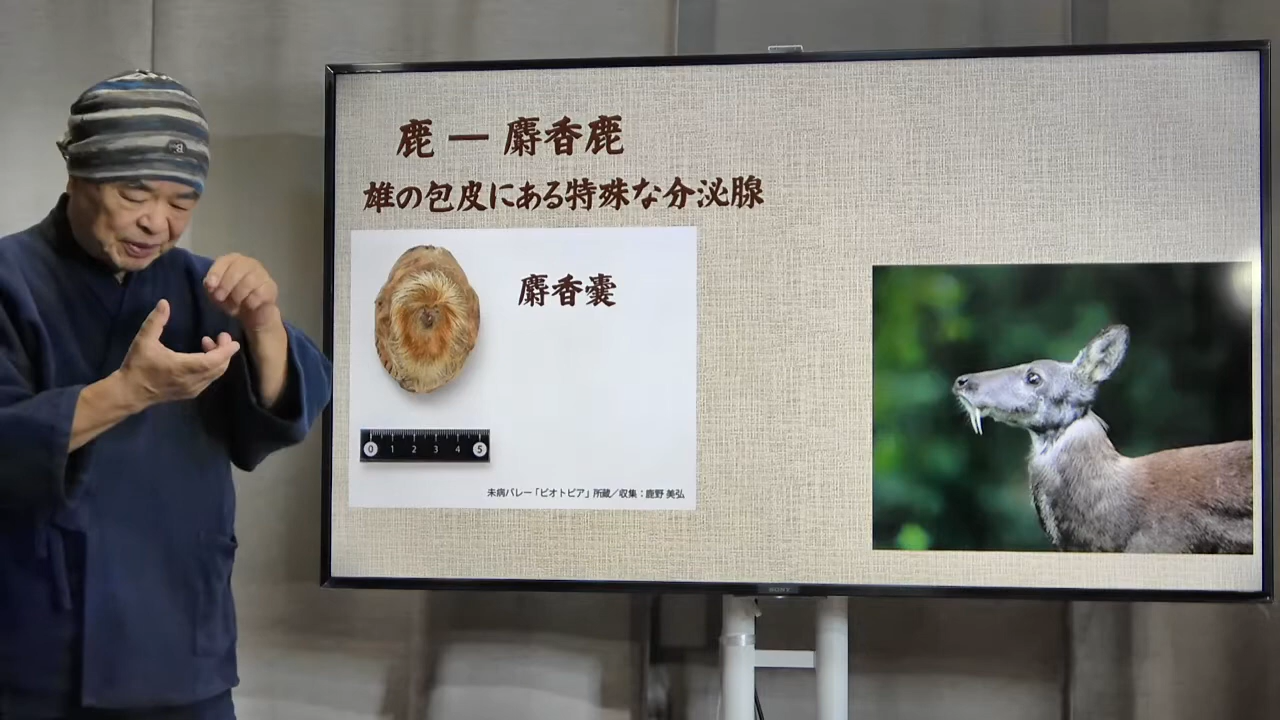 鹿 ― 麝香鹿
雄の包皮にある特殊な分泌腺
麝香嚢
0 1 2 3 4 5
未病バレー「ビオトピア」所蔵／収集：鹿野 美弘
SONY